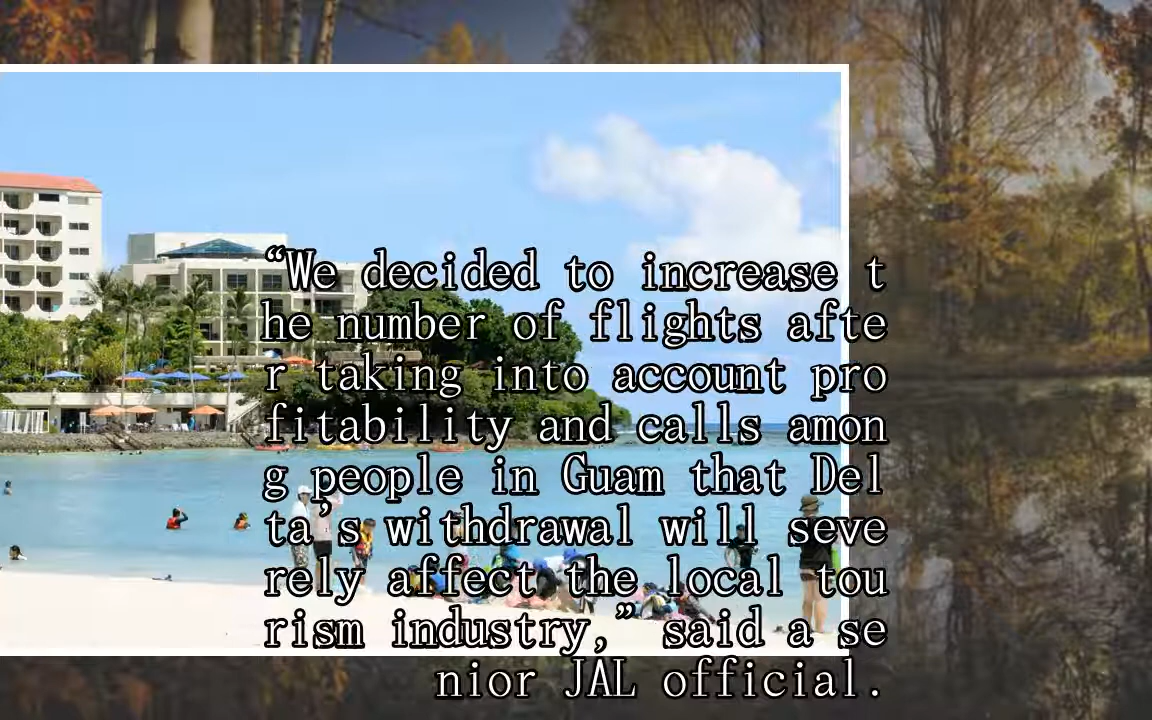 “We decided to increase t
he number of flights afte
r taking into account pro
fitability and calls amon
g people in Guam that Del
ta’s withdrawal will seve
rely affect the local tou
rism industry,” said a se
nior JAL official.